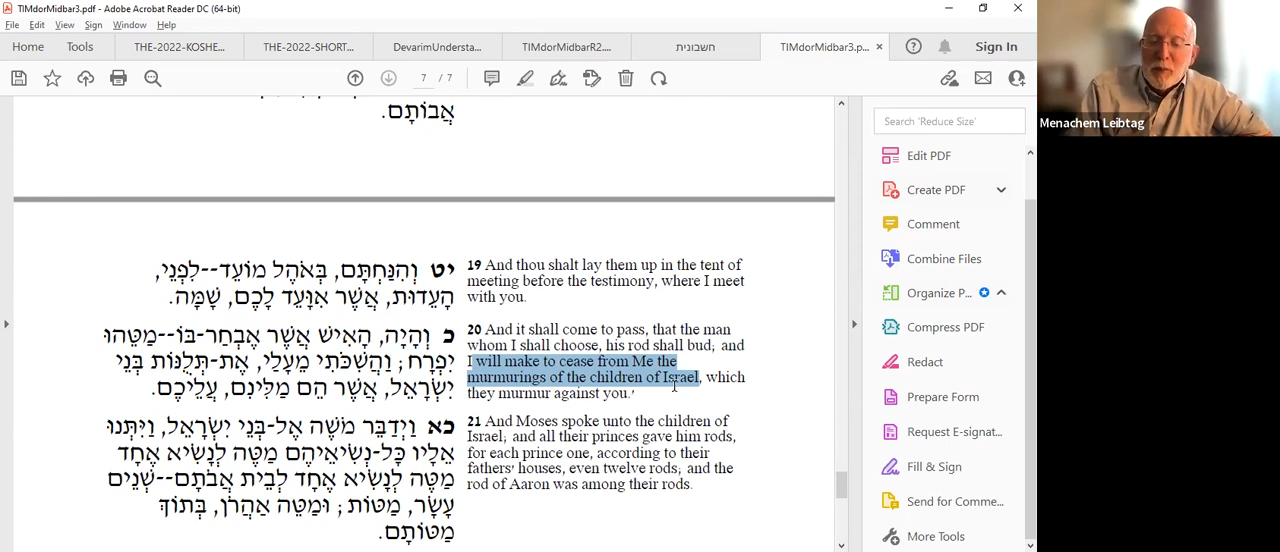 TIMdorMidbar3.pdf - Adobe Acrobat Reader DC (64-bit)
File Edit View Sign Window Help
Home Tools THE-2022-KOSHE... THE-2022-SHORT... DevarimUndersta... TIMdorMidbarR2.... חשבונית TIMdorMidbar3.p... × Sign In
7 / 7
אֲבוֹתָם.
יט וְהִנַּחְתָּם, בְּאֹהֶל מוֹעֵד--לִפְנֵי,
הָעֵדוּת, אֲשֶׁר אִוָּעֵד לָכֶם, שָׁמָּה.
כ וְהָיָה, הָאִישׁ אֲשֶׁר אֶבְחַר-בּוֹ--מַטֵּהוּ
יִפְרָח; וַהֲשִׁכֹּתִי מֵעָלַי, אֶת-תְּלֻנּוֹת בְּנֵי
יִשְׂרָאֵל, אֲשֶׁר הֵם מַלִּינִם, עֲלֵיכֶם.
כא וַיְדַבֵּר מֹשֶׁה אֶל-בְּנֵי יִשְׂרָאֵל, וַיִּתְּנוּ
אֵלָיו כָּל-נְשִׂיאֵיהֶם מַטֶּה לְנָשִׂיא אֶחָד
מַטֶּה לְנָשִׂיא אֶחָד לְבֵית אֲבֹתָם--שְׁנֵים
עָשָׂר, מַטּוֹת; וּמַטֵּה אַהֲרֹן, בְּתוֹךְ
מַטּוֹתָם.
19 And thou shalt lay them up in the tent of
meeting before the testimony, where I meet
with you.
20 And it shall come to pass, that the man
whom I shall choose, his rod shall bud; and
I will make to cease from Me the
murmurings of the children of Israel, which
they murmur against you.'
21 And Moses spoke unto the children of
Israel; and all their princes gave him rods,
for each prince one, according to their
fathers' houses, even twelve rods; and the
rod of Aaron was among their rods.
Search 'Reduce Size'
Edit PDF
Create PDF
Comment
Combine Files
Organize P...
Compress PDF
Redact
Prepare Form
Request E-signat...
Fill & Sign
Send for Comme...
More Tools
Menachem Leibtag